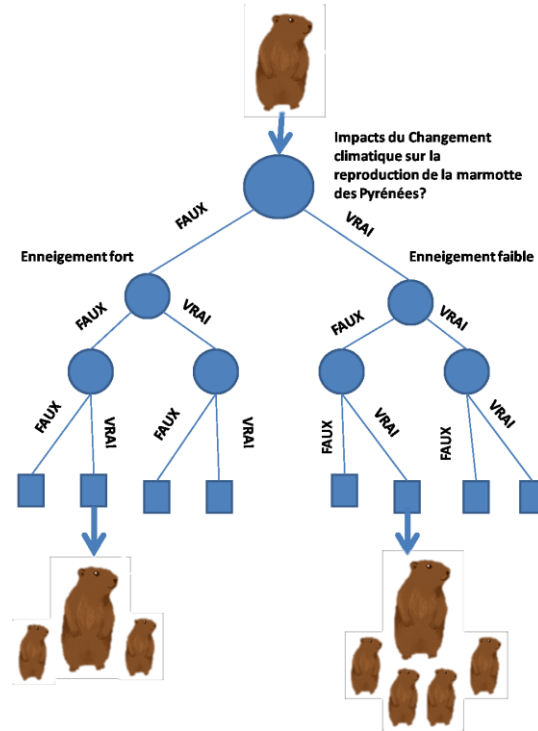 Impacts du Changement
climatique sur la
reproduction de la marmotte
des Pyrénées?
FAUX
VRAI
Enneigement fort
Enneigement faible
FAUX
VRAI
FAUX
VRAI
FAUX
VRAI
FAUX
VRAI
FAUX
VRAI
FAUX
VRAI